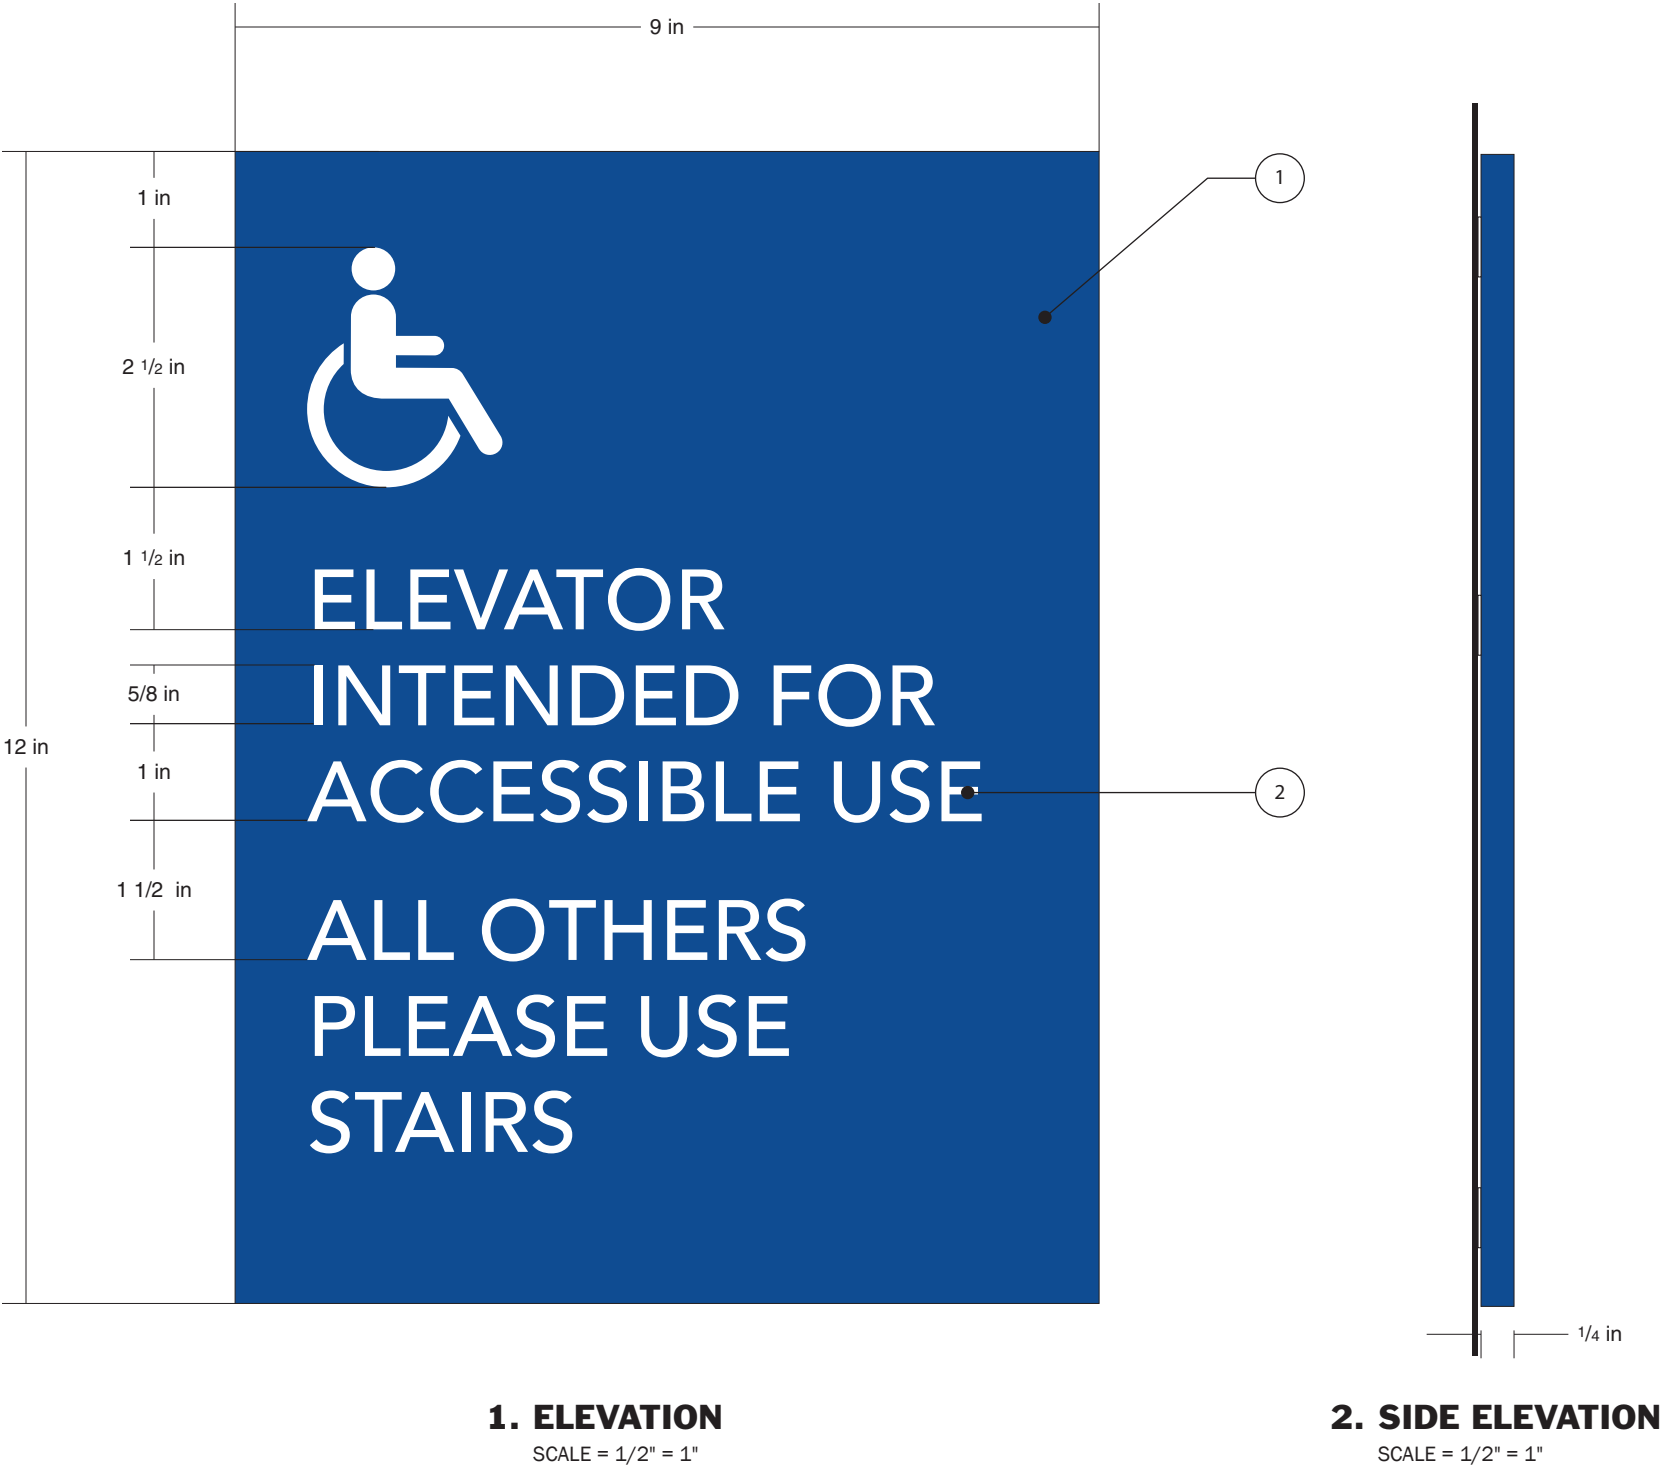 9 in
1 in
1
2 1/2 in
1 1/2 in
ELEVATOR
5/8 in
INTENDED FOR
12 in
1 in
ACCESSIBLE USE
2
1 1/2 in
ALL OTHERS
PLEASE USE
STAIRS
1/4 in
1. ELEVATION
SCALE = 1/2" = 1"
2. SIDE ELEVATION
SCALE = 1/2" = 1"